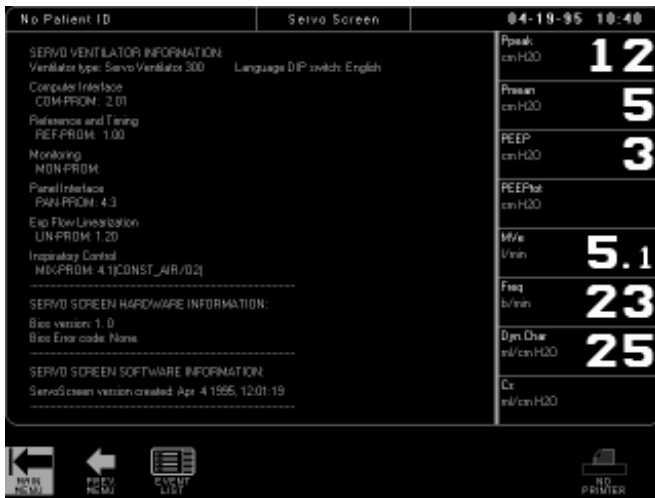 No Patient ID
Servo Screen
04-19-95 10:40
SERVO VENTILATOR INFORMATION:
Ventilator type: Servo Ventilator 300 Language DIP switch: English
Computer Interface
COM-PROM: 2.01
Reference and Timing
REF-PROM: 1.00
Monitoring
MON-PROM:
Panel Interface
PAN-PROM: 4.3
Exp Flow Linearization
LIN-PROM: 1.20
Inspiratory Control
MIX-PROM: 4.1(CONST_AIR/O2)
SERVO SCREEN HARDWARE INFORMATION:
Bios version: 1. 0
Bios Error code: None.
SERVO SCREEN SOFTWARE INFORMATION:
ServoScreen version created: Apr 4 1995, 12:01:19
Ppeak
cm H2O
12
Pmean
cm H2O
5
PEEP
cm H2O
3
PEEPtot
cm H2O
MVe
l/min
5.1
Freq
b/min
23
Dyn.Char
ml/cm H2O
25
Cs
ml/cm H2O
MAIN
MENU
PREV.
MENU
EVENT
LIST
NO
PRINTER